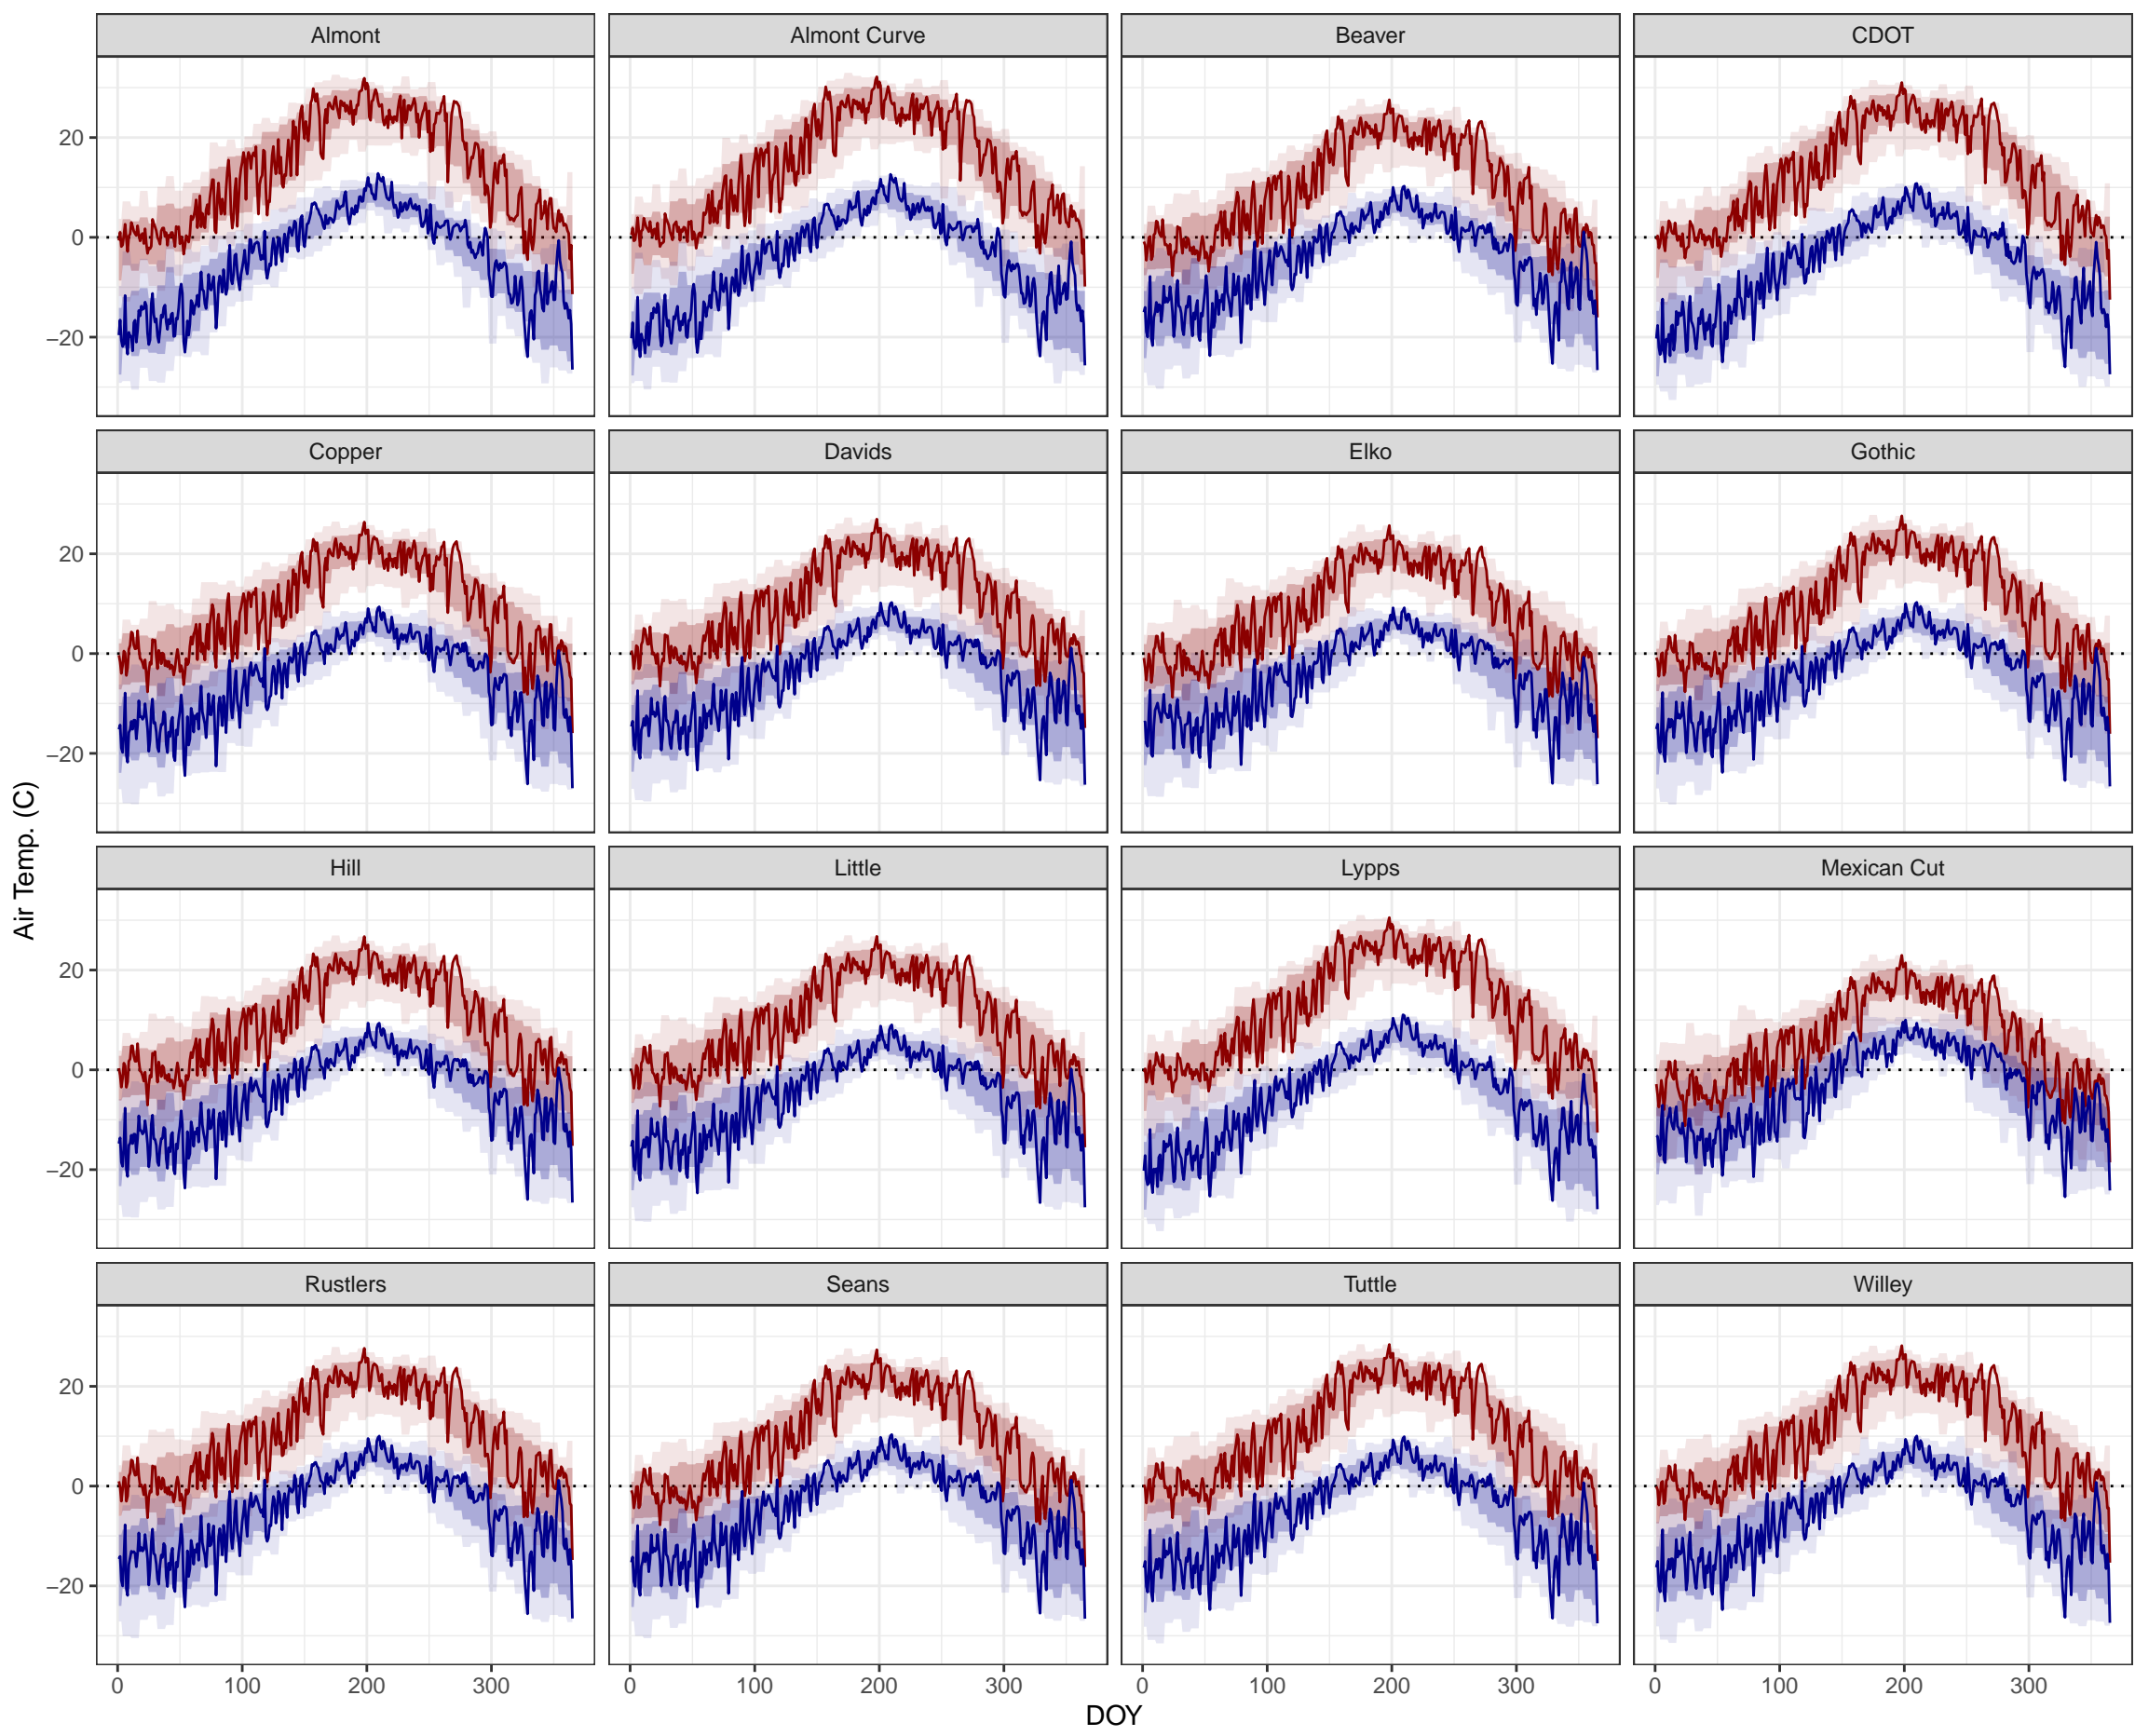 Almont Almont Curve Beaver CDOT
20
0
−20
Copper Davids Elko Gothic
20
0
−20
Hill Little Lypps Mexican Cut
20
0
−20
Rustlers Seans Tuttle Willey
20
0
−20
0 100 200 300 0 100 200 300 0 100 200 300 0 100 200 300
DOY
Air Temp. (C)